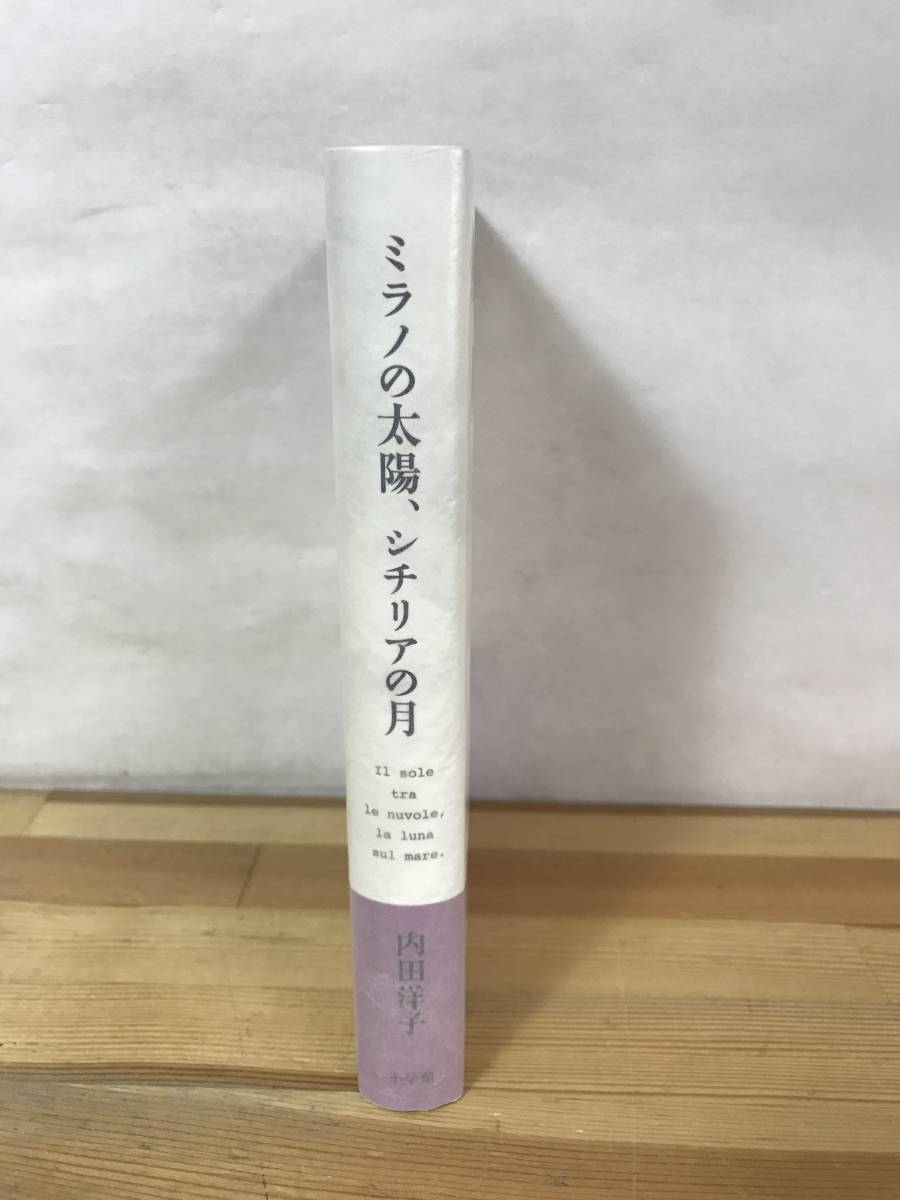 ミラノの太陽、シチリアの月
Il sole
tra
le nuvole,
la luna
sul mare.
内田洋子
小学館